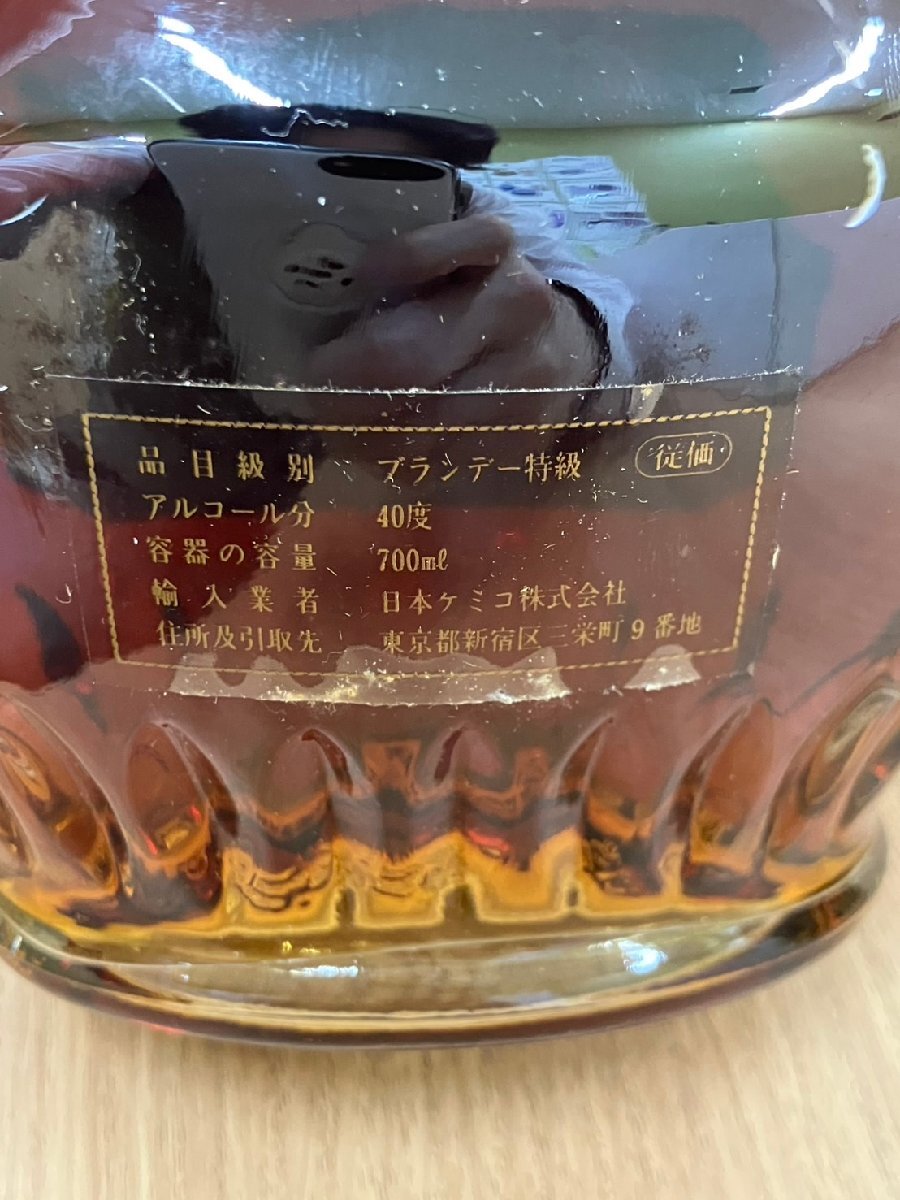 品目級別 ブランデー特級 従価
アルコール分 40度
容器の容量 700mℓ
輸入業者 日本ケミコ株式会社
住所及引取先 東京都新宿区三栄町9番地